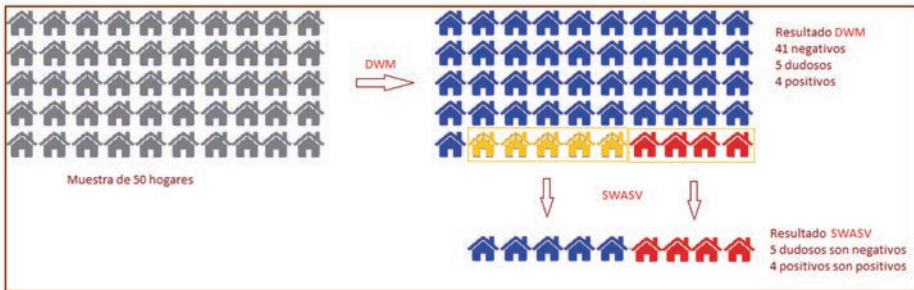 DWM
Resultado DWM
41 negativos
5 dudosos
4 positivos
Muestra de 50 hogares
SWASV
Resultado SWASV
5 dudosos son negativos
4 positivos son positivos